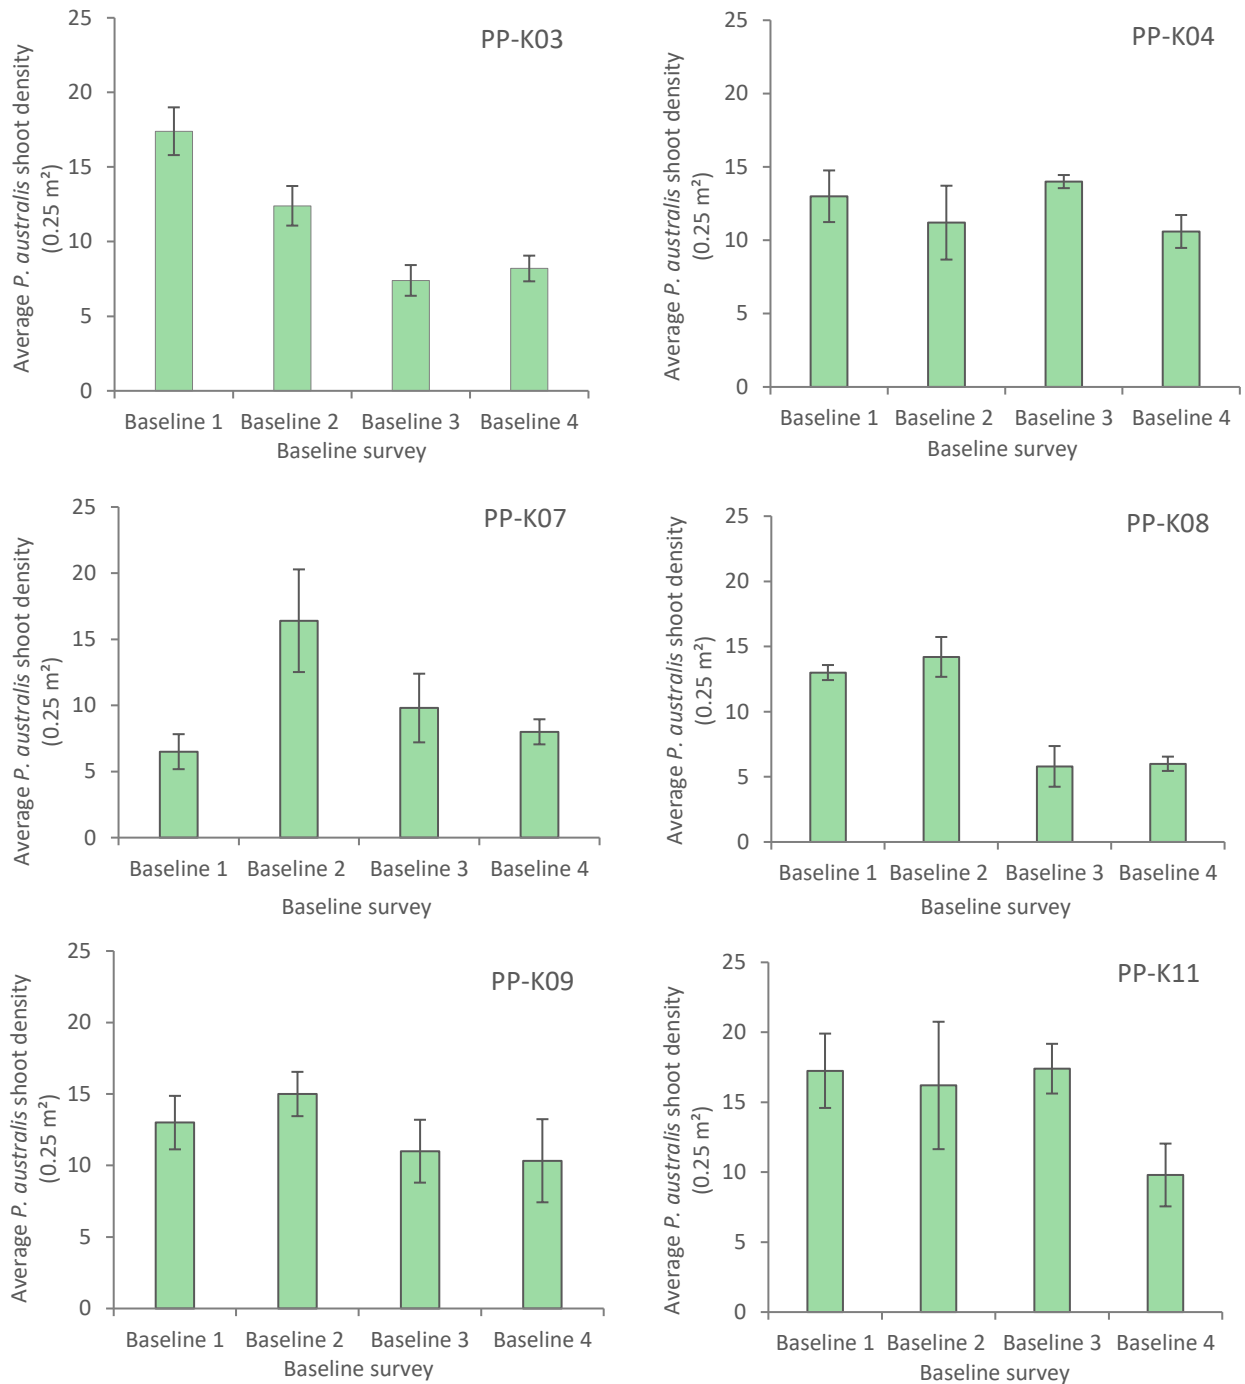 PP-K03
Average P. australis shoot density
(0.25 m²)
25
20
15
10
5
0
Baseline 1 Baseline 2 Baseline 3 Baseline 4
Baseline survey
PP-K04
Average P. australis shoot density
(0.25 m²)
25
20
15
10
5
0
Baseline 1 Baseline 2 Baseline 3 Baseline 4
Baseline survey
PP-K07
Average P. australis shoot density
(0.25 m²)
25
20
15
10
5
0
Baseline 1 Baseline 2 Baseline 3 Baseline 4
Baseline survey
PP-K08
Average P. australis shoot density
(0.25 m²)
25
20
15
10
5
0
Baseline 1 Baseline 2 Baseline 3 Baseline 4
Baseline survey
PP-K09
Average P. australis shoot density
(0.25 m²)
25
20
15
10
5
0
Baseline 1 Baseline 2 Baseline 3 Baseline 4
Baseline survey
PP-K11
Average P. australis shoot density
(0.25 m²)
25
20
15
10
5
0
Baseline 1 Baseline 2 Baseline 3 Baseline 4
Baseline survey